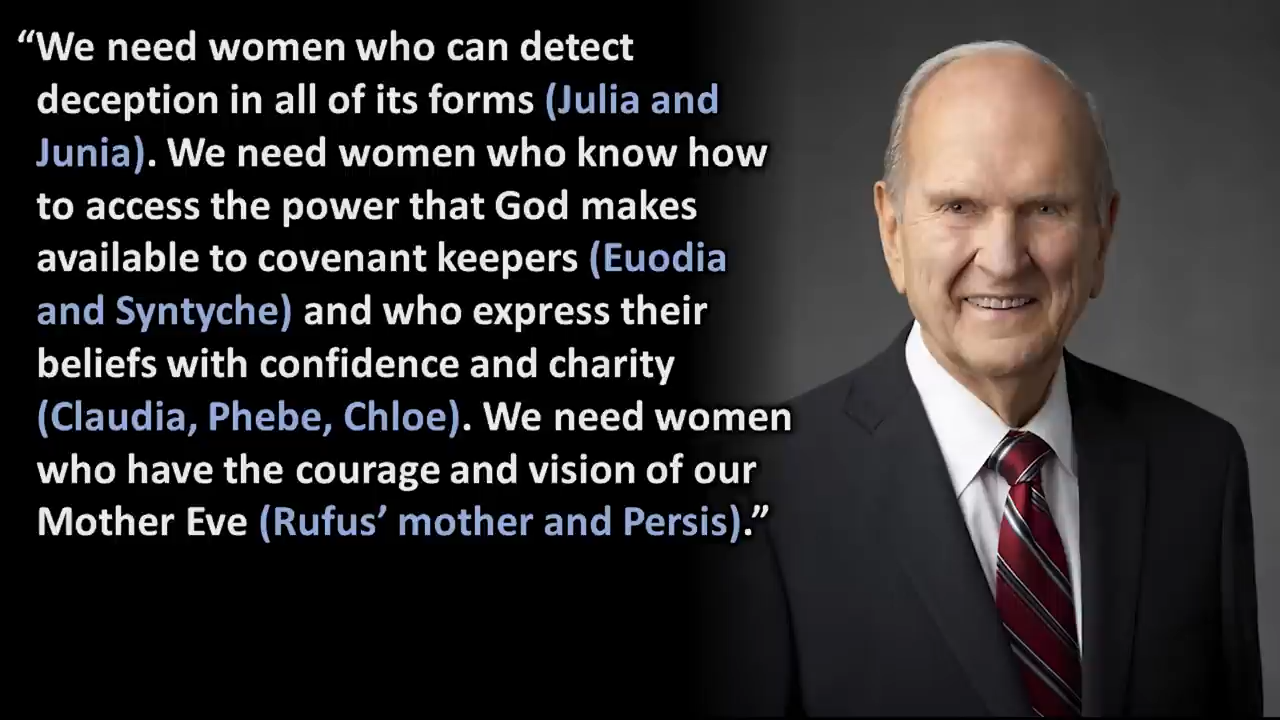 “We need women who can detect
deception in all of its forms (Julia and
Junia). We need women who know how
to access the power that God makes
available to covenant keepers (Euodia
and Syntyche) and who express their
beliefs with confidence and charity
(Claudia, Phebe, Chloe). We need women
who have the courage and vision of our
Mother Eve (Rufus’ mother and Persis).”